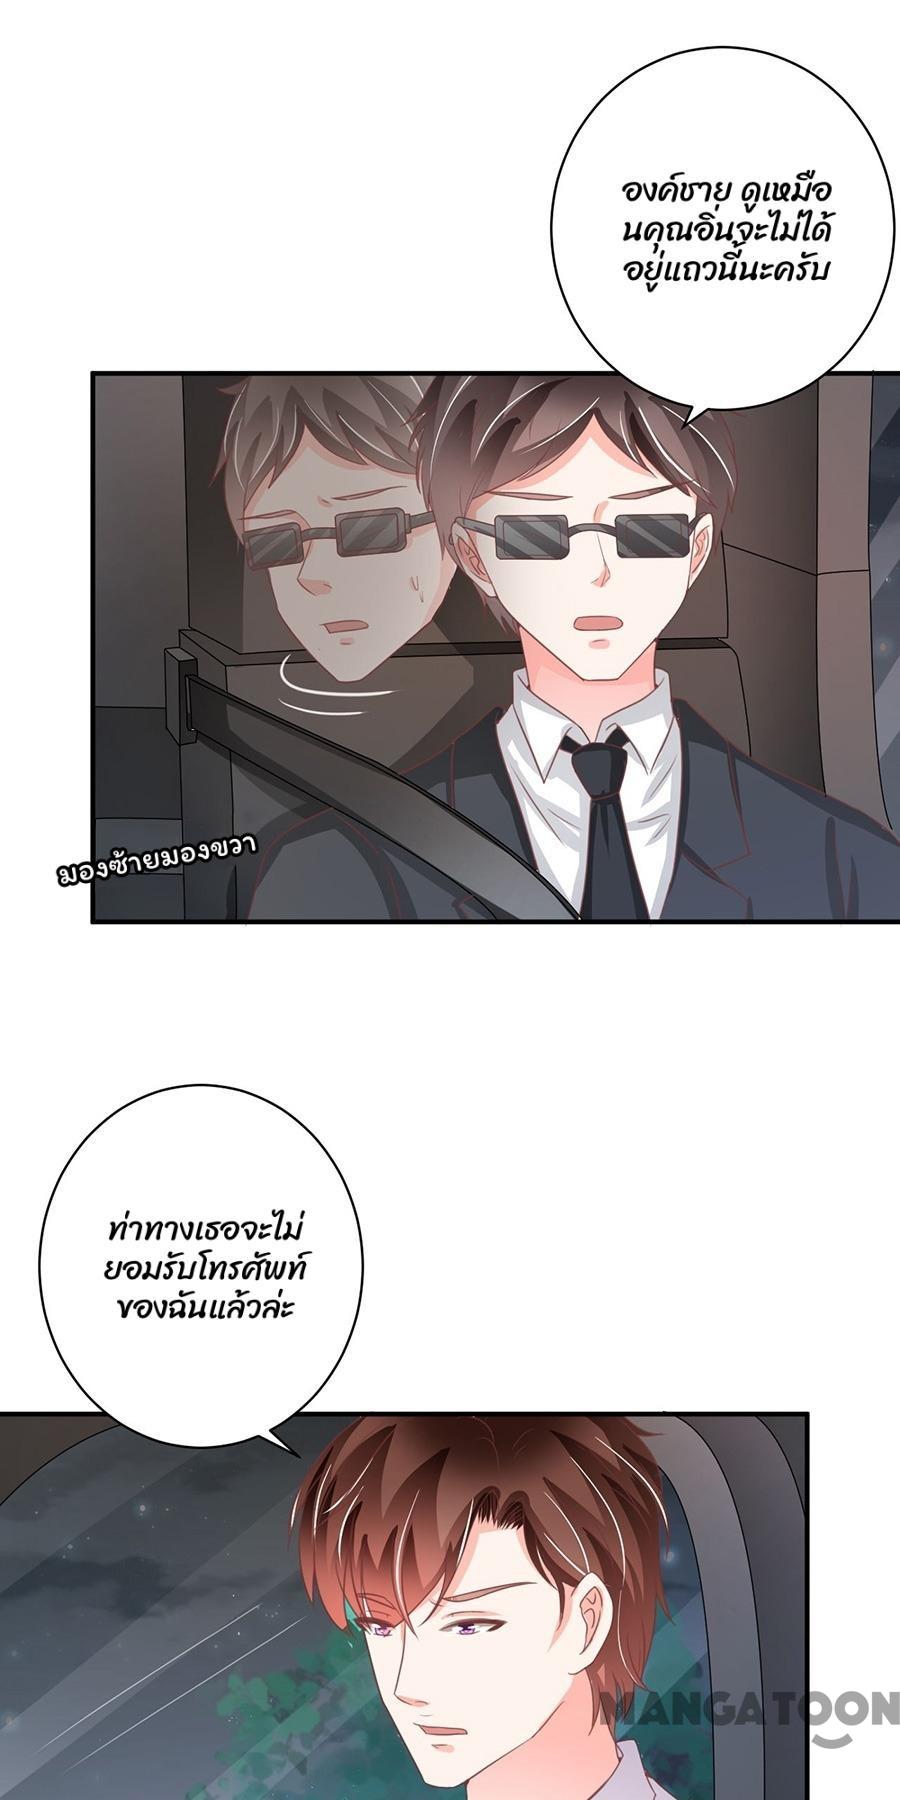 องค์ชาย ดูเหมือ
นคุณอิ่นจะไม่ได้
อยู่แถวนี้นะครับ
มองซ้ายมองขวา
ท่าทางเธอจะไม่
ยอมรับโทรศัพท์
ของฉันแล้วล่ะ
MANGATOON